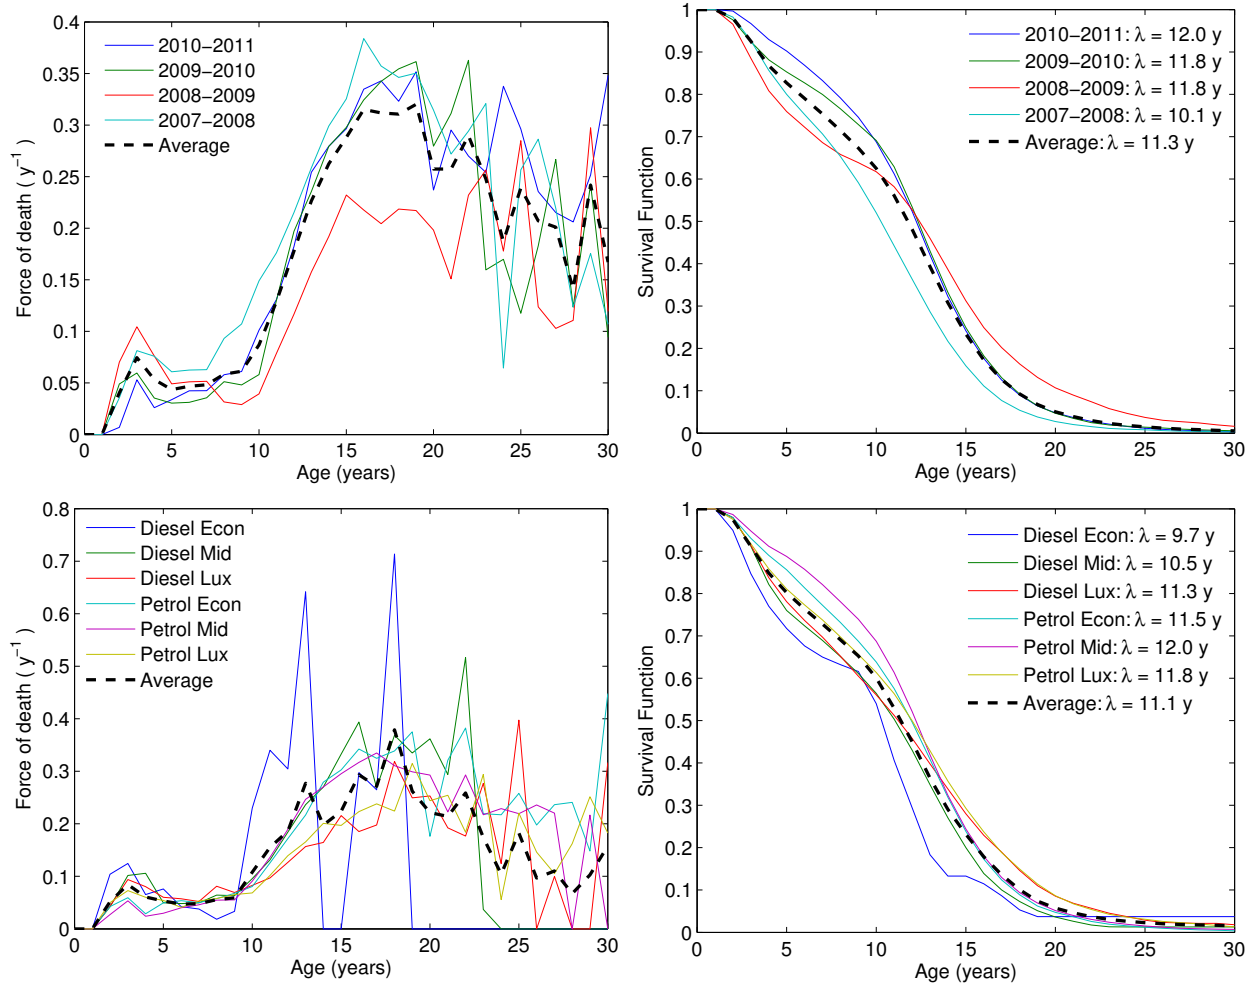 0.4
0.35
0.3
0.25
0.2
0.15
0.1
0.05
0
Force of death ( y⁻¹ )
2010−2011
2009−2010
2008−2009
2007−2008
Average
0 5 10 15 20 25 30
Age (years)
1
0.9
0.8
0.7
0.6
0.5
0.4
0.3
0.2
0.1
0
Survival Function
2010−2011: λ = 12.0 y
2009−2010: λ = 11.8 y
2008−2009: λ = 11.8 y
2007−2008: λ = 10.1 y
Average: λ = 11.3 y
0 5 10 15 20 25 30
Age (years)
0.8
0.7
0.6
0.5
0.4
0.3
0.2
0.1
0
Force of death ( y⁻¹ )
Diesel Econ
Diesel Mid
Diesel Lux
Petrol Econ
Petrol Mid
Petrol Lux
Average
0 5 10 15 20 25 30
Age (years)
1
0.9
0.8
0.7
0.6
0.5
0.4
0.3
0.2
0.1
0
Survival Function
Diesel Econ: λ = 9.7 y
Diesel Mid: λ = 10.5 y
Diesel Lux: λ = 11.3 y
Petrol Econ: λ = 11.5 y
Petrol Mid: λ = 12.0 y
Petrol Lux: λ = 11.8 y
Average: λ = 11.1 y
0 5 10 15 20 25 30
Age (years)